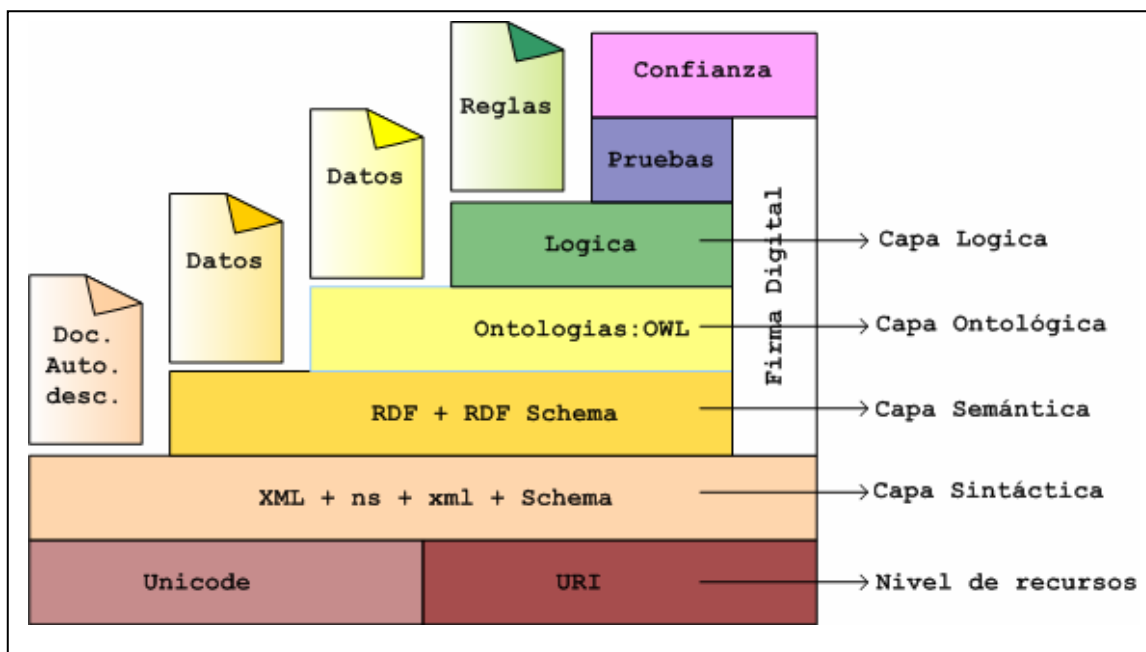 Confianza
Reglas
Pruebas
Datos
Logica
Capa Logica
Datos
Firma Digital
Ontologias:OWL
Capa Ontológica
Doc.
Auto.
desc.
RDF + RDF Schema
Capa Semántica
XML + ns + xml + Schema
Capa Sintáctica
Unicode
URI
Nivel de recursos